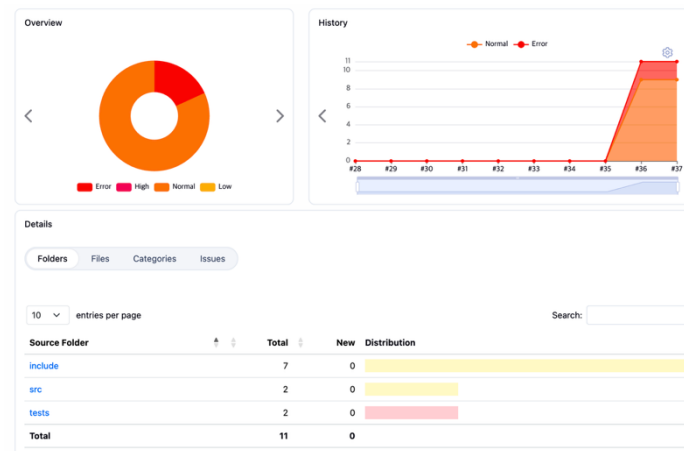 Overview
Error High Normal Low
History
Normal Error
11
10
8
6
4
2
0
#28 #29 #30 #31 #32 #33 #34 #35 #36 #37
Details
Folders Files Categories Issues
10 entries per page
Search:
Source Folder Total New Distribution
include 7 0
src 2 0
tests 2 0
Total 11 0